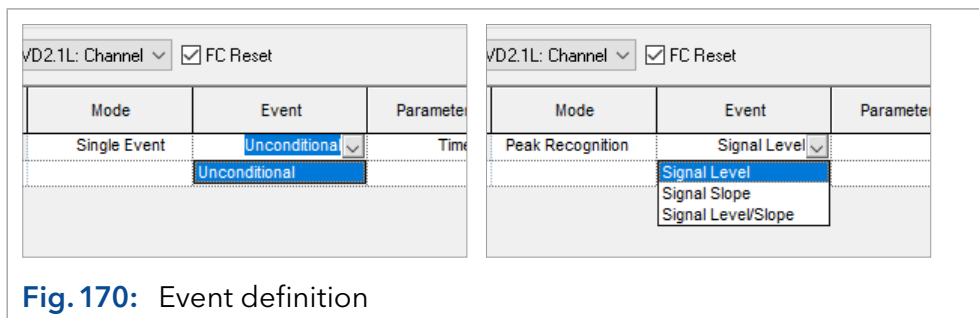 VD2.1L: Channel FC Reset
Mode Event Parameter
Single Event Unconditional Time
Unconditional
VD2.1L: Channel FC Reset
Mode Event Parameter
Peak Recognition Signal Level
Signal Level
Signal Slope
Signal Level/Slope
Fig. 170: Event definition